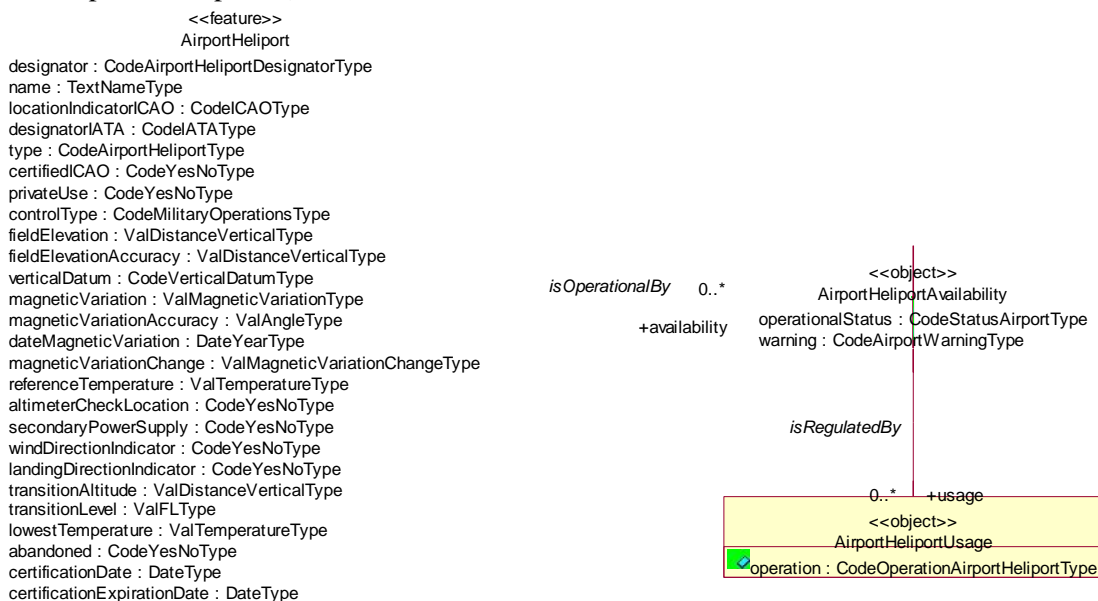 <<feature>>
AirportHeliport
designator : CodeAirportHeliportDesignatorType
name : TextNameType
locationIndicatorICAO : CodeICAOType
designatorIATA : CodeIATAType
type : CodeAirportHeliportType
certifiedICAO : CodeYesNoType
privateUse : CodeYesNoType
controlType : CodeMilitaryOperationsType
fieldElevation : ValDistanceVerticalType
fieldElevationAccuracy : ValDistanceVerticalType
verticalDatum : CodeVerticalDatumType
magneticVariation : ValMagneticVariationType
magneticVariationAccuracy : ValAngleType
dateMagneticVariation : DateYearType
magneticVariationChange : ValMagneticVariationChangeType
referenceTemperature : ValTemperatureType
altimeterCheckLocation : CodeYesNoType
secondaryPowerSupply : CodeYesNoType
windDirectionIndicator : CodeYesNoType
landingDirectionIndicator : CodeYesNoType
transitionAltitude : ValDistanceVerticalType
transitionLevel : ValFLType
lowestTemperature : ValTemperatureType
abandoned : CodeYesNoType
certificationDate : DateType
certificationExpirationDate : DateType
isOperationalBy 0..*
+availability
<<object>>
AirportHeliportAvailability
operationalStatus : CodeStatusAirportType
warning : CodeAirportWarningType
isRegulatedBy
0..* +usage
<<object>>
AirportHeliportUsage
operation : CodeOperationAirportHeliportType